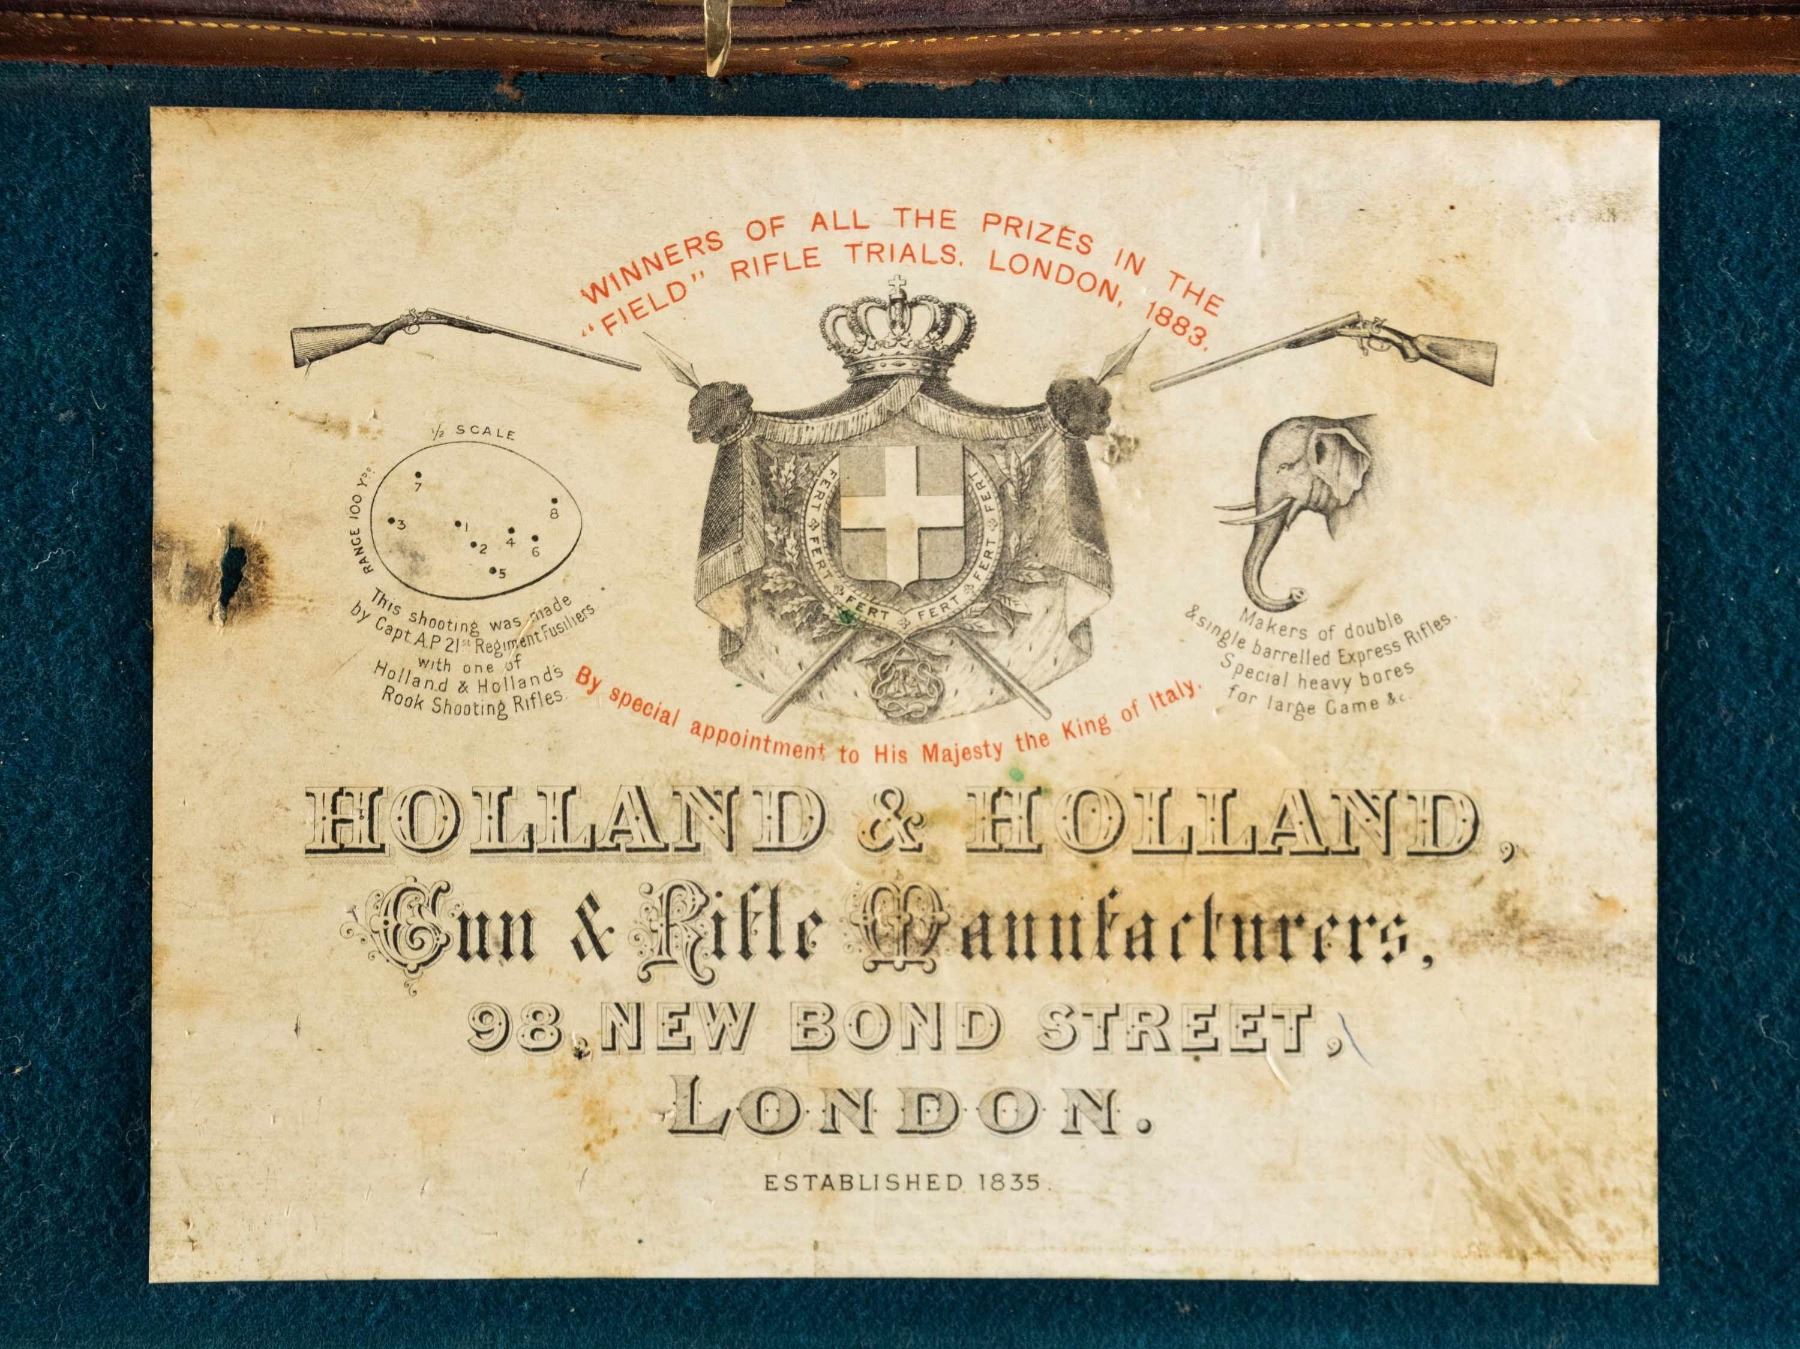 WINNERS OF ALL THE PRIZES IN THE
"FIELD" RIFLE TRIALS. LONDON, 1883.
½ SCALE
RANGE 100 YDS.
7
3
1
8
2
4
6
5
This shooting was made
by Capt. A.P 21st Regiment Fusiliers
with one of
Holland & Holland's
Rook Shooting Rifles.
FERT FERT FERT FERT FERT FERT
Makers of double
& single barrelled Express Rifles.
Special heavy bores
for large Game &c.
By special appointment to His Majesty the King of Italy.
HOLLAND & HOLLAND,
Gun & Rifle Manufacturers,
98, NEW BOND STREET,
LONDON.
ESTABLISHED 1835.